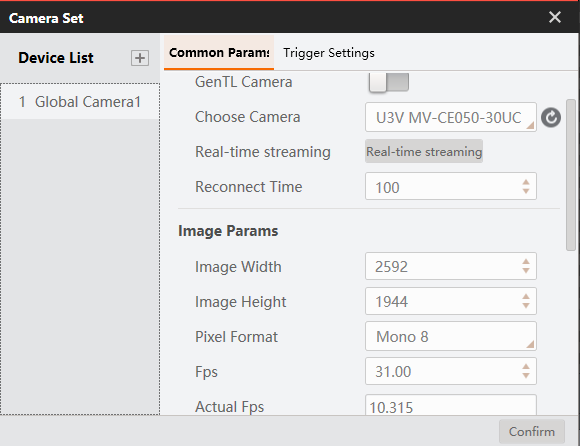 Camera Set
Device List
Common Params
Trigger Settings
1 Global Camera1
GenTL Camera
Choose Camera
U3V MV-CE050-30UC
Real-time streaming
Real-time streaming
Reconnect Time
100
Image Params
Image Width
2592
Image Height
1944
Pixel Format
Mono 8
Fps
31.00
Actual Fps
10.315
Confirm